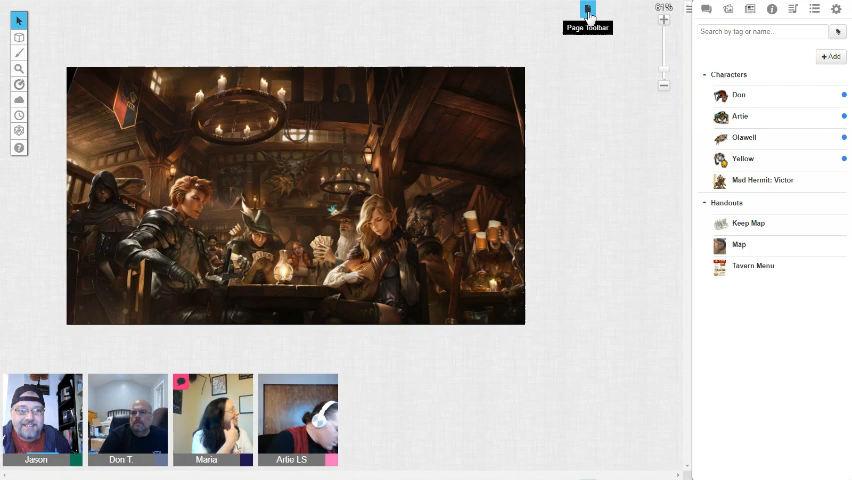 61%
Page Toolbar
Search by tag or name...
+Add
Characters
Don
Artie
Olawell
Yellow
Mad Hermit: Victor
Handouts
Keep Map
Map
Tavern Menu
Jason
Don T.
Maria
Artie LS